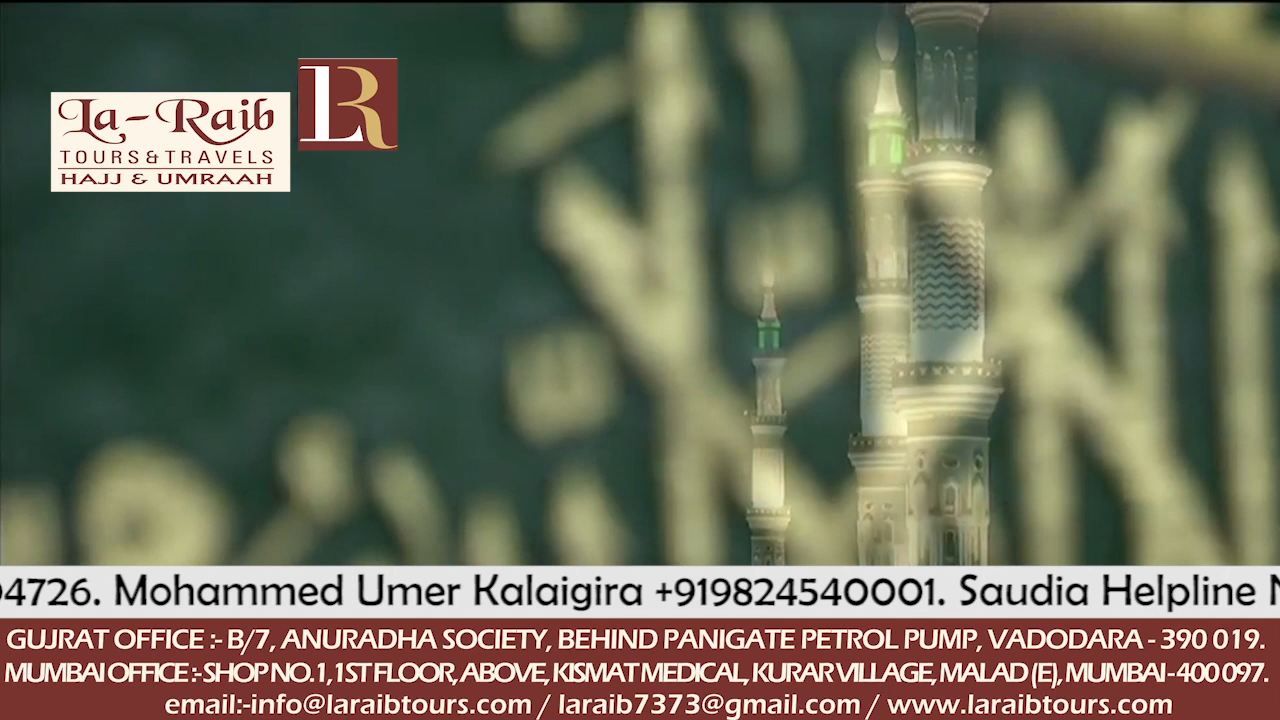 La-Raib
LR
TOURS & TRAVELS
HAJJ & UMRAAH
04726. Mohammed Umer Kalaigira +919824540001. Saudia Helpline N
GUJRAT OFFICE :- B/7, ANURADHA SOCIETY, BEHIND PANIGATE PETROL PUMP, VADODARA - 390 019.
MUMBAI OFFICE :- SHOP NO. 1, 1ST FLOOR, ABOVE, KISMAT MEDICAL, KURAR VILLAGE, MALAD (E), MUMBAI - 400 097.
email:-info@laraibtours.com / laraib7373@gmail.com / www.laraibtours.com